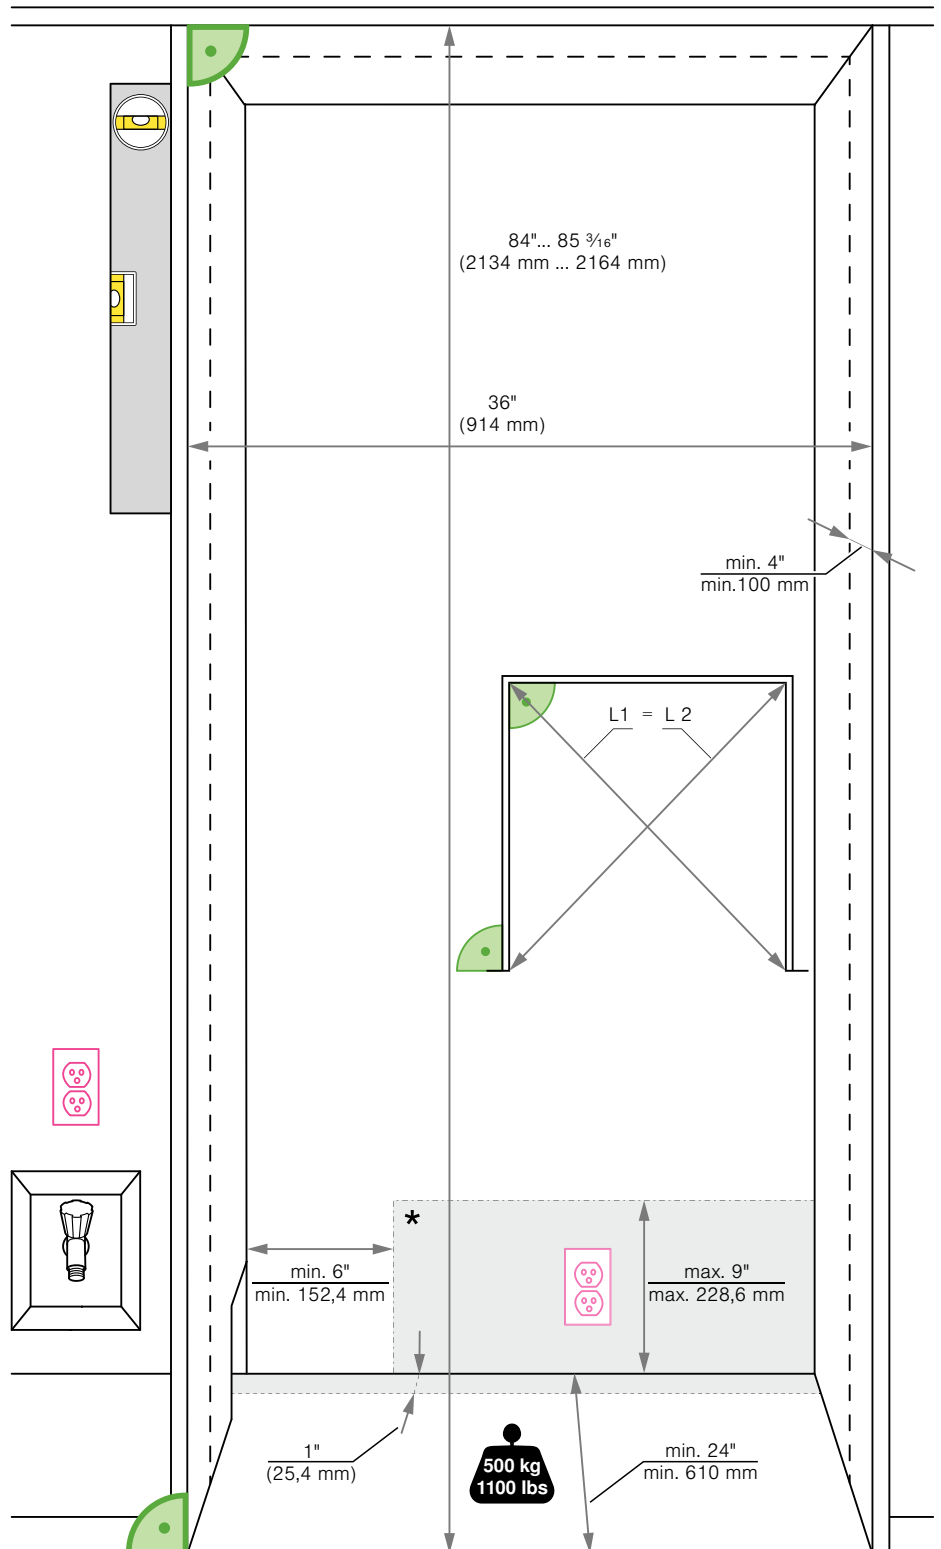 84"... 85 3/16"
(2134 mm ... 2164 mm)
36"
(914 mm)
min. 4"
min.100 mm
L1 = L 2
*
min. 6"
min. 152,4 mm
max. 9"
max. 228,6 mm
1"
(25,4 mm)
500 kg
1100 lbs
min. 24"
min. 610 mm